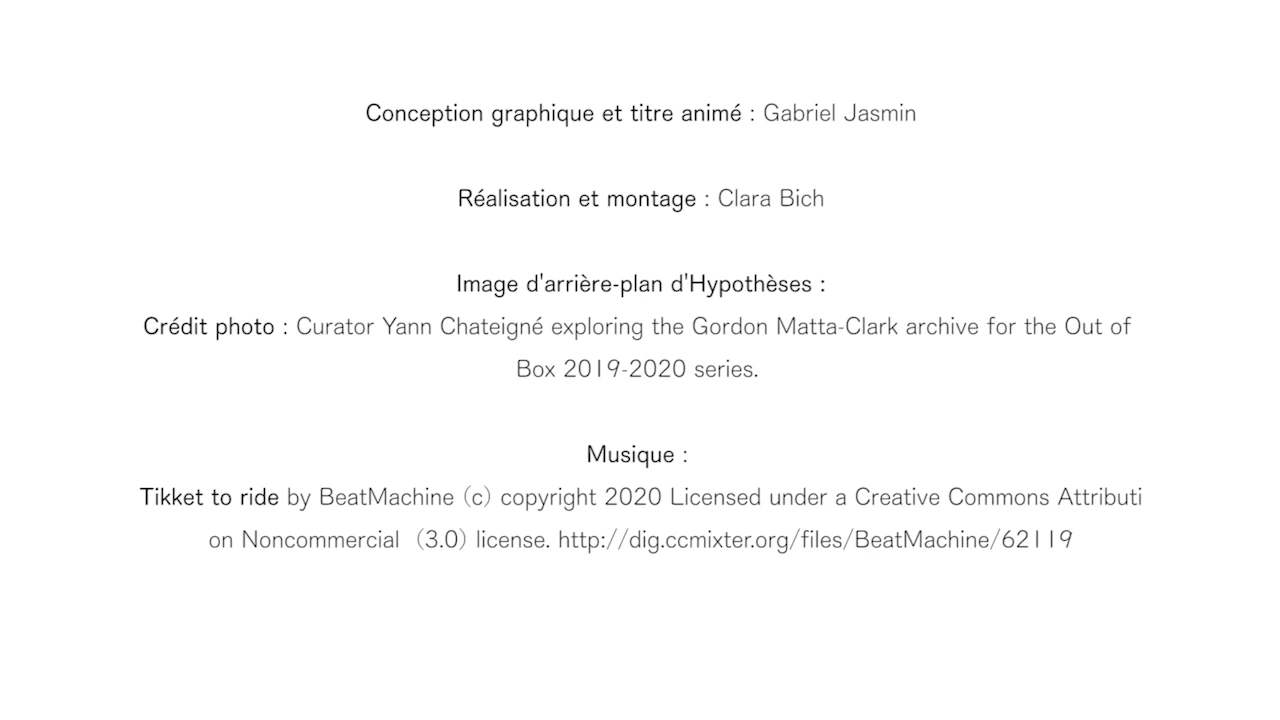 Conception graphique et titre animé : Gabriel Jasmin
Réalisation et montage : Clara Bich
Image d'arrière-plan d'Hypothèses :
Crédit photo : Curator Yann Chateigné exploring the Gordon Matta-Clark archive for the Out of
Box 2019-2020 series.
Musique :
Tikket to ride by BeatMachine (c) copyright 2020 Licensed under a Creative Commons Attributi
on Noncommercial  (3.0) license. http://dig.ccmixter.org/files/BeatMachine/62119